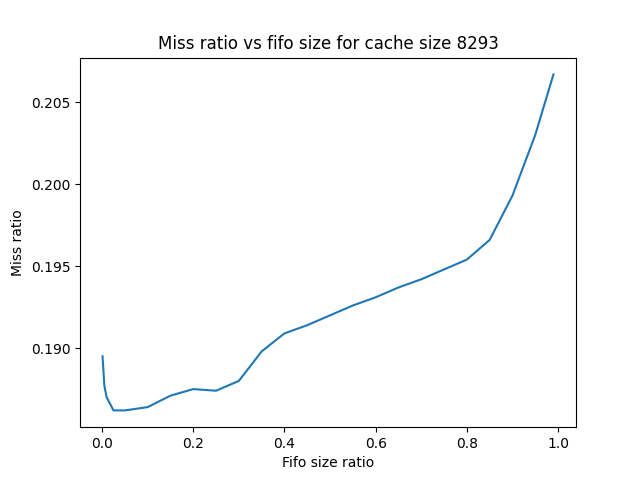 Miss ratio vs fifo size for cache size 8293
0.205
0.200
0.195
0.190
Miss ratio
0.0 0.2 0.4 0.6 0.8 1.0
Fifo size ratio